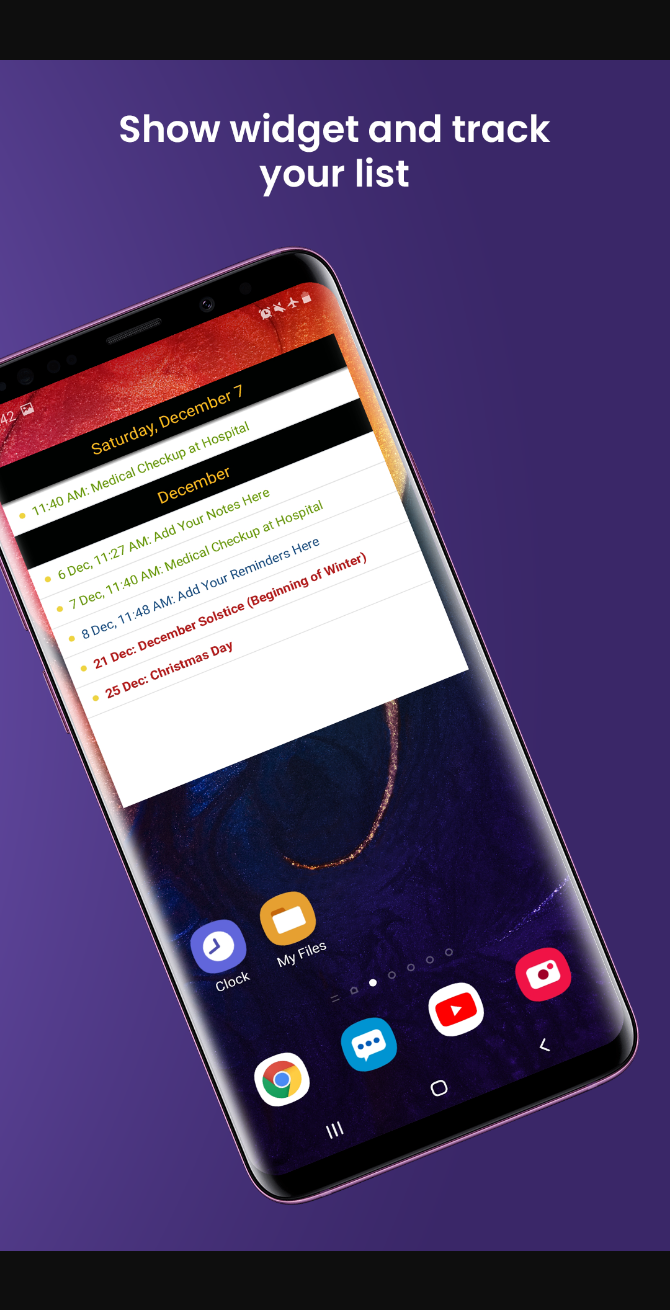 Show widget and track
your list
42
Saturday, December 7
11:40 AM: Medical Checkup at Hospital
December
6 Dec, 11:27 AM: Add Your Notes Here
7 Dec, 11:40 AM: Medical Checkup at Hospital
8 Dec, 11:48 AM: Add Your Reminders Here
21 Dec: December Solstice (Beginning of Winter)
25 Dec: Christmas Day
Clock
My Files